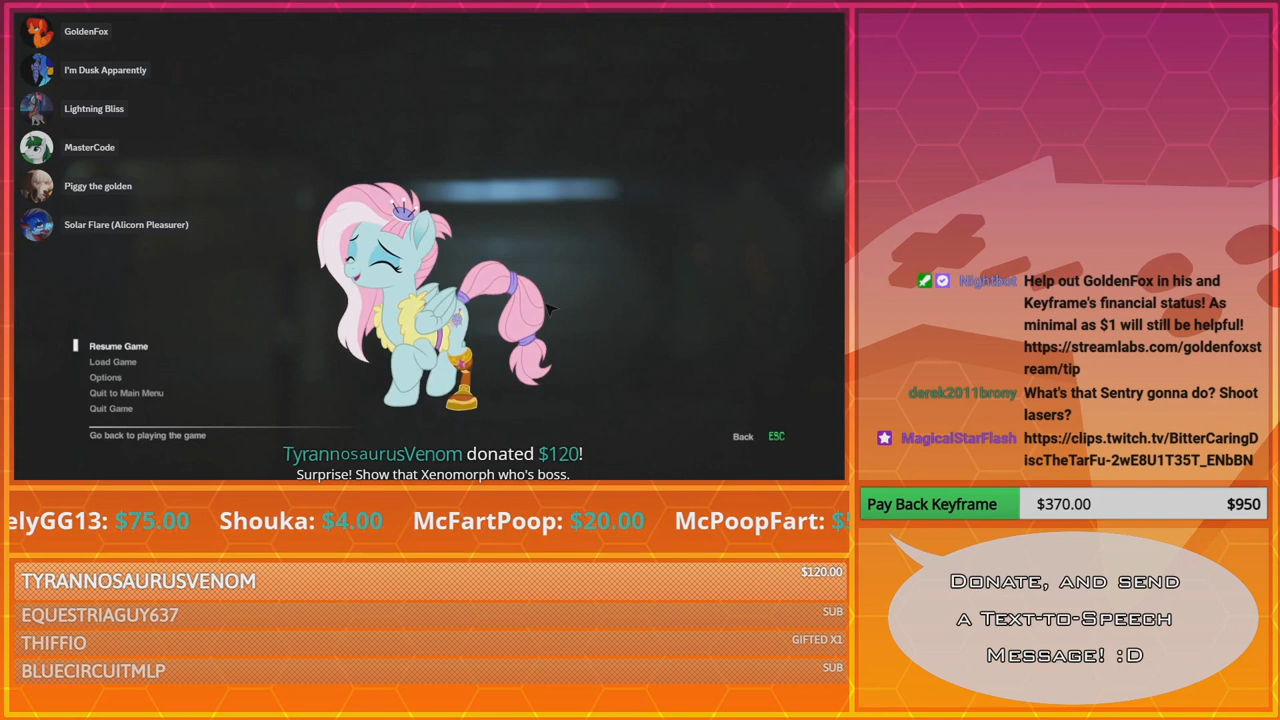 GoldenFox
I'm Dusk Apparently
Lightning Bliss
MasterCode
Piggy the golden
Solar Flare (Alicorn Pleasurer)
Resume Game
Load Game
Options
Quit to Main Menu
Quit Game
Go back to playing the game
Back ESC
TyrannosaurusVenom donated $120!
Surprise! Show that Xenomorph who's boss.
elyGG13: $75.00 Shouka: $4.00 McFartPoop: $20.00 McPoopFart:
TYRANNOSAURUSVENOM $120.00
EQUESTRIAGUY637 SUB
THIFFIO GIFTED X1
BLUECIRCUITMLP SUB
Nightbot Help out GoldenFox in his and
Keyframe's financial status! As
minimal as $1 will still be helpful!
https://streamlabs.com/goldenfoxst
ream/tip
derek2011brony What's that Sentry gonna do? Shoot
lasers?
MagicalStarFlash https://clips.twitch.tv/BitterCaringD
iscTheTarFu-2wE8U1T35T_ENbBN
Pay Back Keyframe $370.00 $950
Donate, and send
a Text-to-Speech
Message! :D